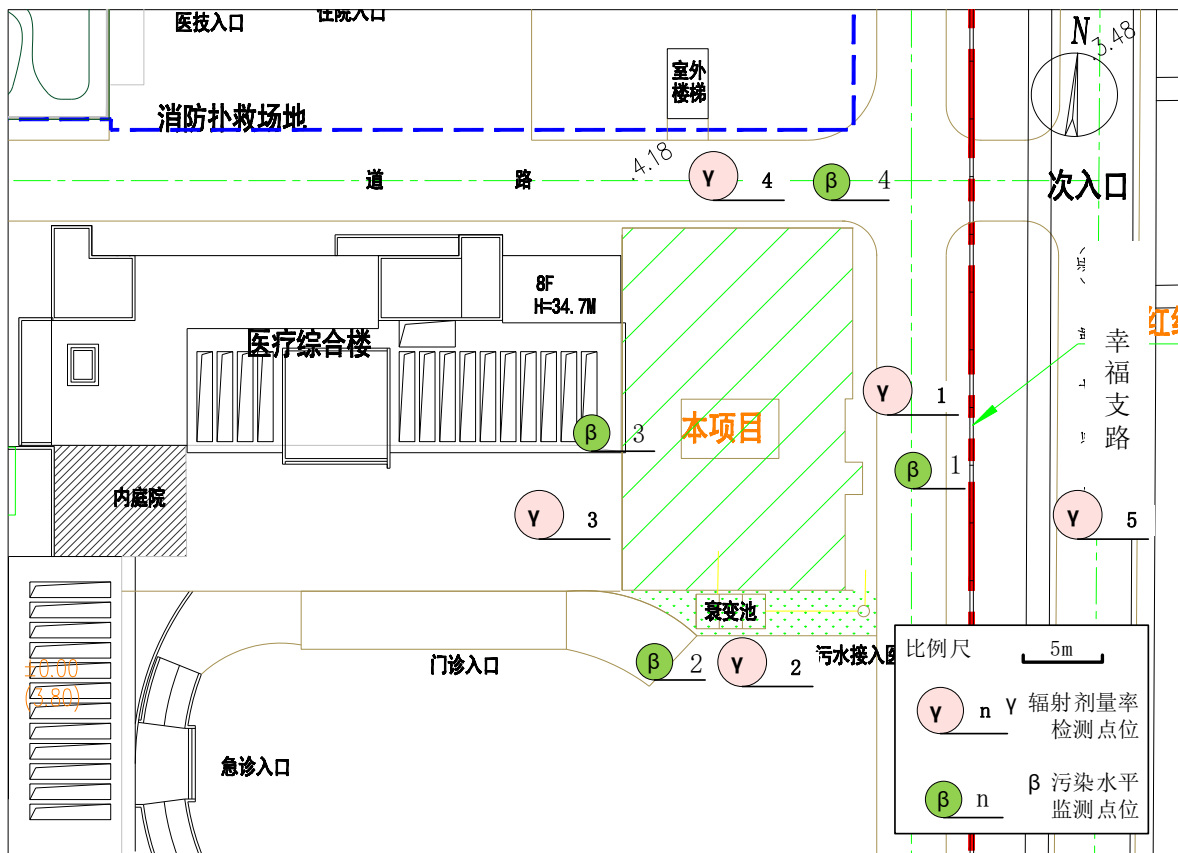 医技入口
住院入口
N
.3.48
室外
楼梯
消防扑救场地
.4.18
道 路
γ 4
β 4
次入口
8F
H=34.7M
医疗综合楼
幸福支路
γ 1
本项目
β 3
β 1
内庭院
γ 3
γ 5
衰变池
±0.00
(3.80)
门诊入口
β 2
γ 2
污水接入医
急诊入口
比例尺 5m
γ n γ 辐射剂量率
检测点位
β n β 污染水平
监测点位